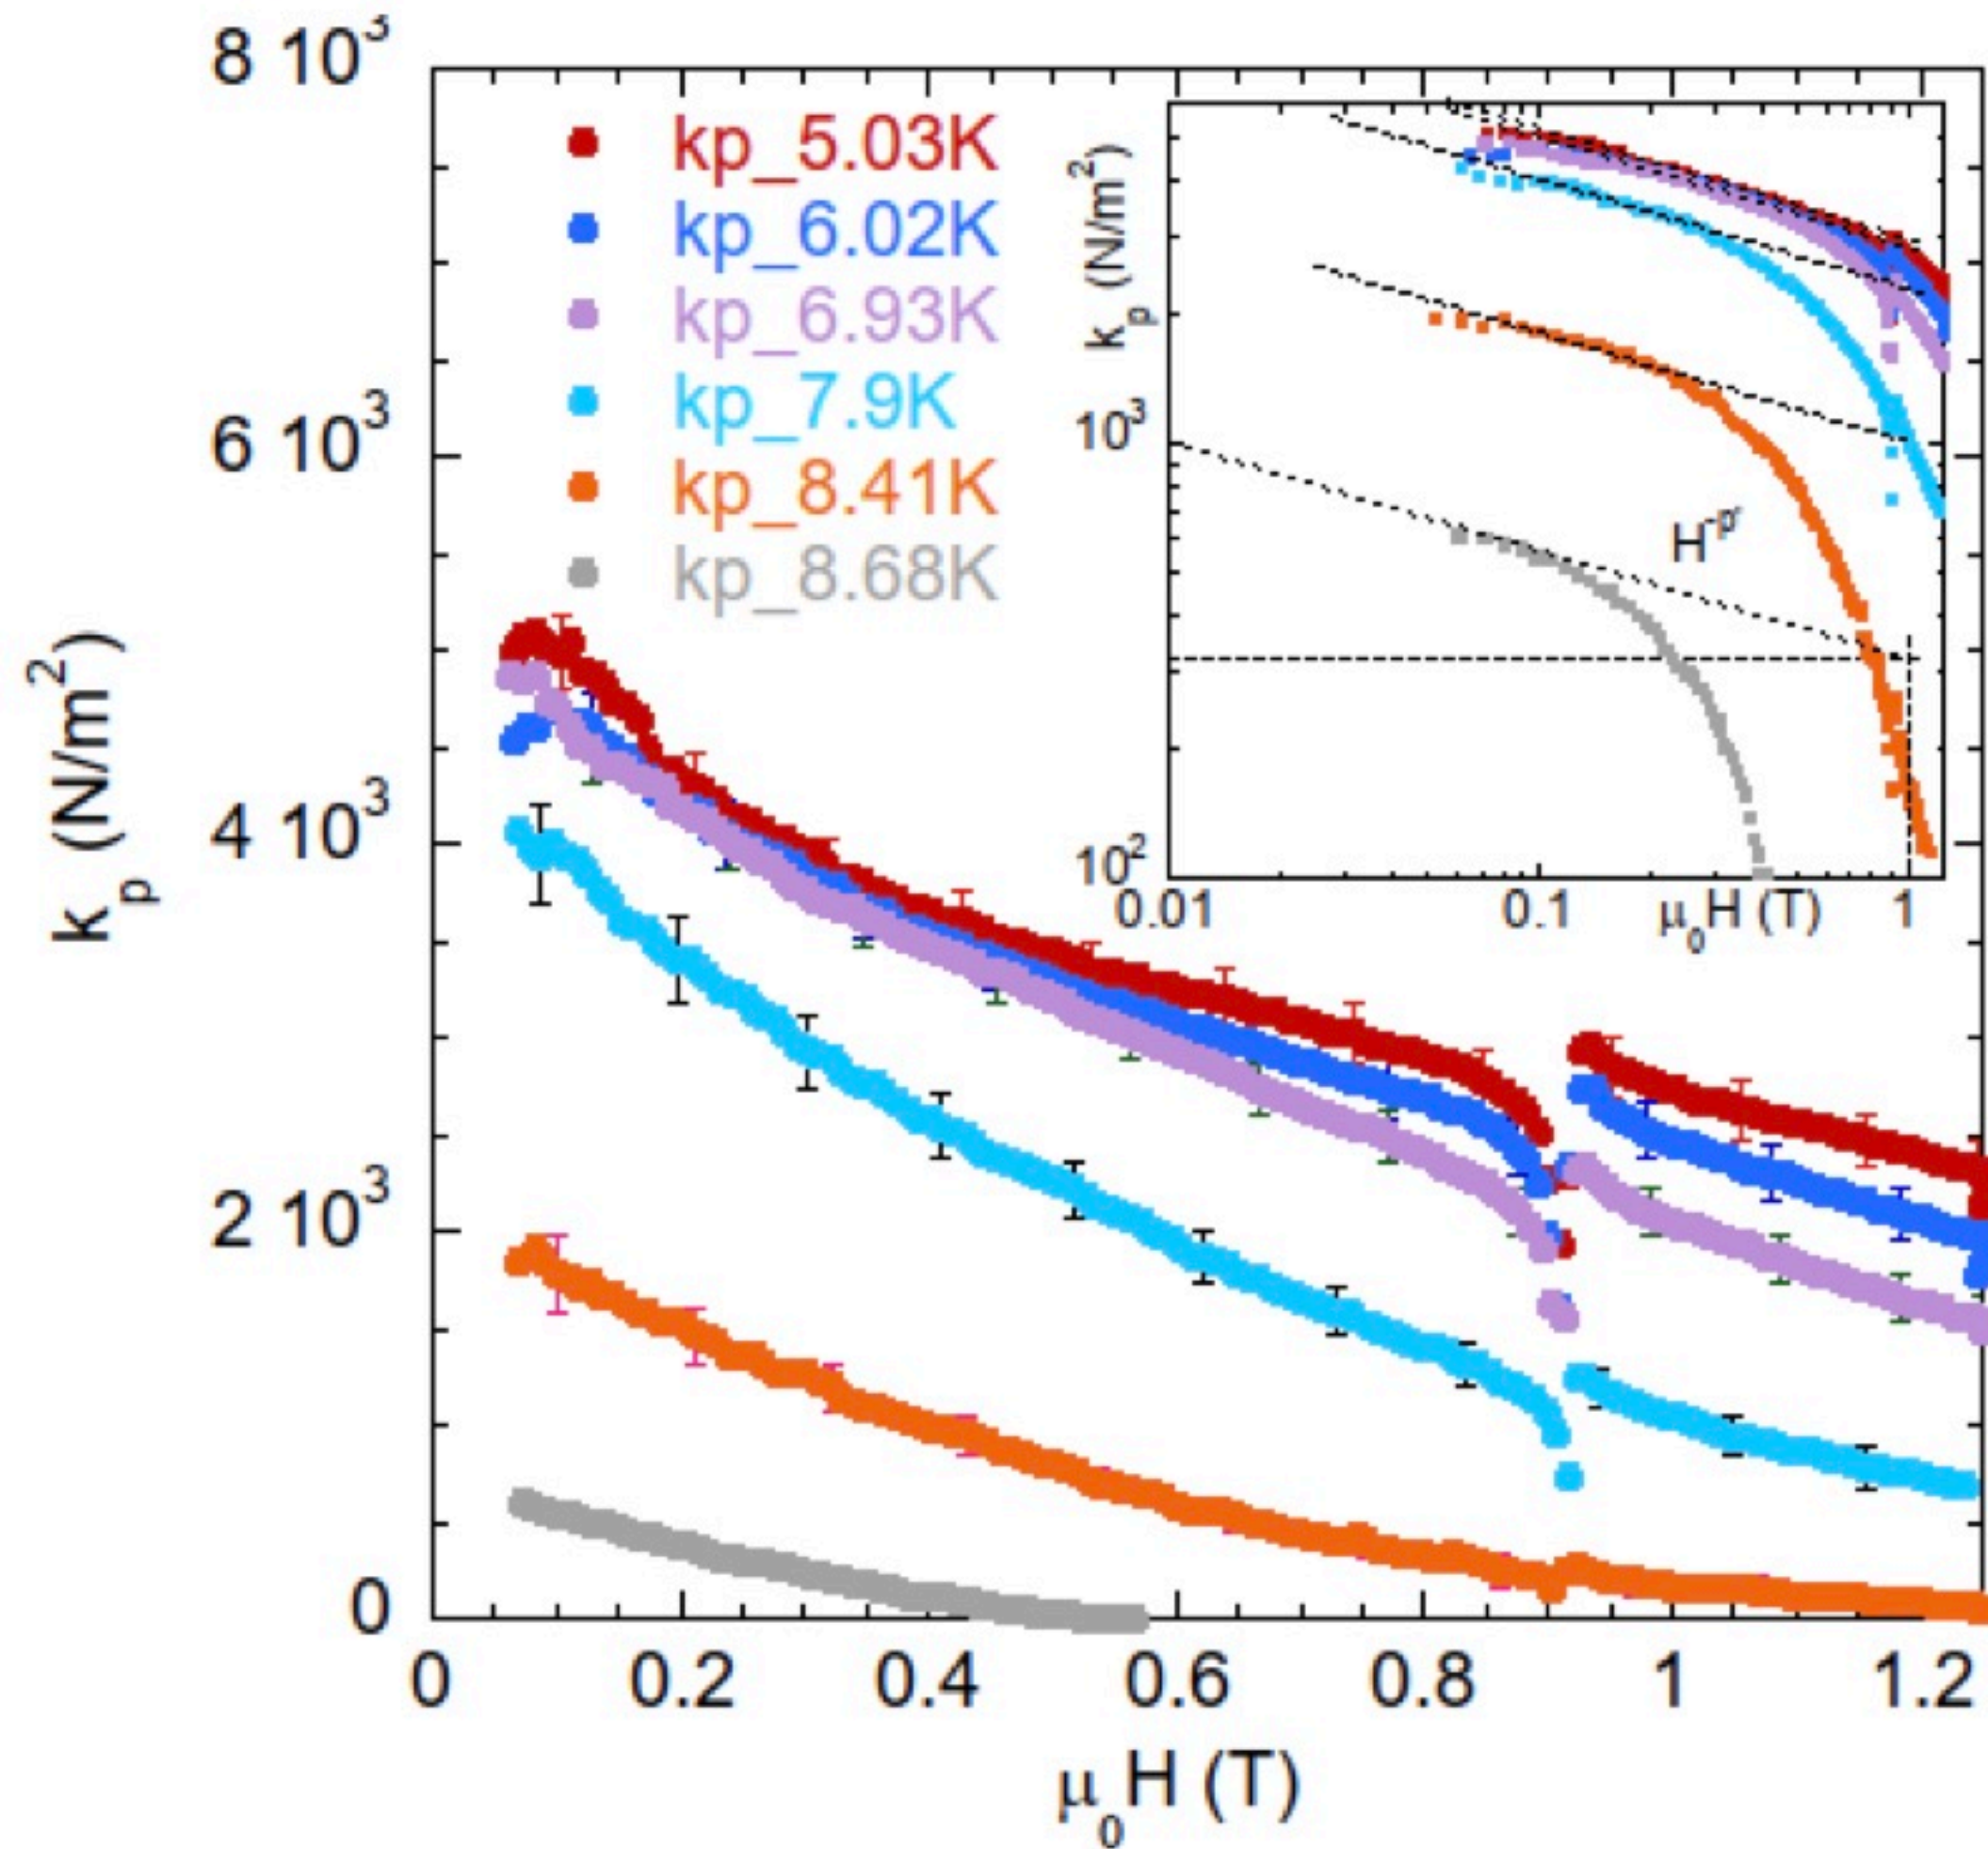 8 10³
6 10³
4 10³
2 10³
0
k_p (N/m²)
kp_5.03K
kp_6.02K
kp_6.93K
kp_7.9K
kp_8.41K
kp_8.68K
k_p (N/m²)
10³
10²
H^-p'
0.01
0.1
μ₀H (T)
1
0
0.2
0.4
0.6
0.8
1
1.2
μ₀H (T)